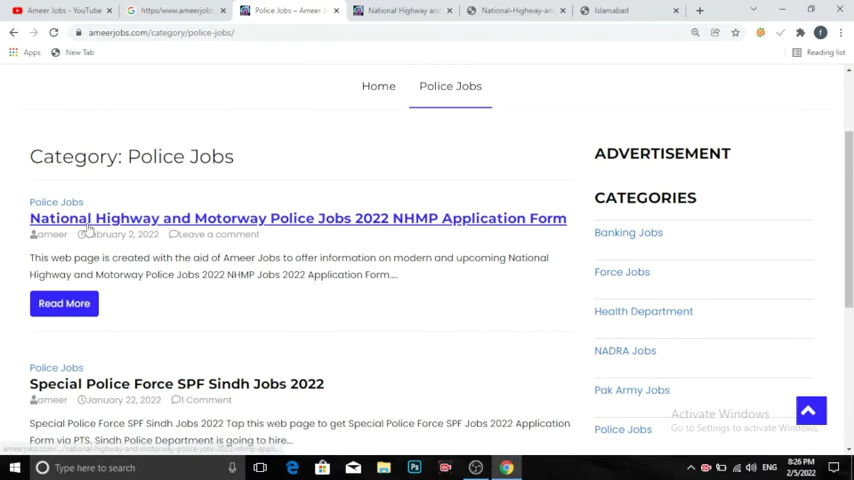 Ameer Jobs - YouTube
https/www.ameerjobs
Police Jobs – Ameer J
National Highway and
National-Highway-an
Islamabad
ameerjobs.com/category/police-jobs/
Apps
New Tab
Reading list
Home
Police Jobs
Category: Police Jobs
Police Jobs
National Highway and Motorway Police Jobs 2022 NHMP Application Form
ameer February 2, 2022 Leave a comment
This web page is created with the aid of Ameer Jobs to offer information on modern and upcoming National
Highway and Motorway Police Jobs 2022 NHMP Jobs 2022 Application Form....
Read More
Police Jobs
Special Police Force SPF Sindh Jobs 2022
ameer January 22, 2022 1 Comment
Special Police Force SPF Sindh Jobs 2022 Tap this web page to get Special Police Force SPF Jobs 2022 Application
Form via PTS. Sindh Police Department is going to hire...
ADVERTISEMENT
CATEGORIES
Banking Jobs
Force Jobs
Health Department
NADRA Jobs
Pak Army Jobs
Police Jobs
Activate Windows
Go to Settings to activate Windows.
ameerjobs.com/.../national-highway-and-motorway-police-jobs-2022-nhmp-appli...
Type here to search
Ps
ENG
8:26 PM
2/5/2022